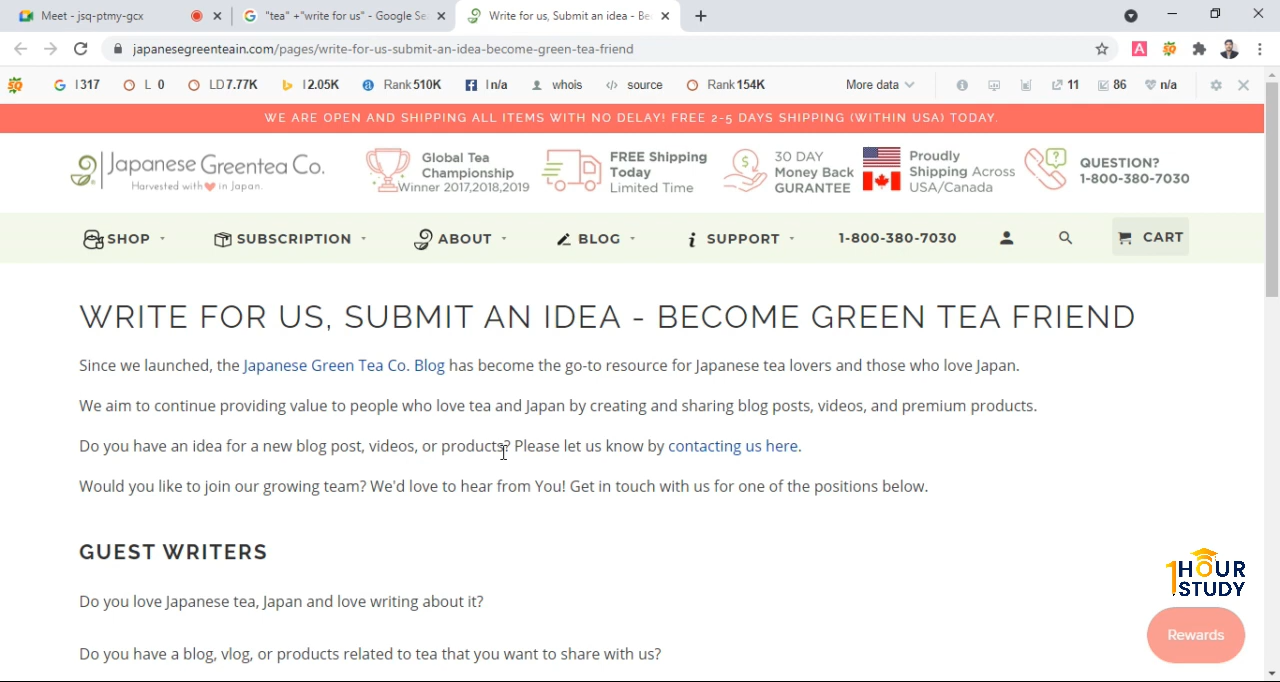 Meet - jsq-ptmy-gcx
"tea" +"write for us" - Google Se
Write for us, Submit an idea - Be
japanesegreenteain.com/pages/write-for-us-submit-an-idea-become-green-tea-friend
I 317
L 0
LD 7.77K
I 2.05K
Rank 510K
I n/a
whois
source
Rank 154K
More data
11
86
n/a
WE ARE OPEN AND SHIPPING ALL ITEMS WITH NO DELAY! FREE 2-5 DAYS SHIPPING (WITHIN USA) TODAY.
Japanese Greentea Co.
Harvested with in Japan.
Global Tea
Championship
Winner 2017,2018,2019
FREE Shipping
Today
Limited Time
30 DAY
Money Back
GURANTEE
Proudly
Shipping Across
USA/Canada
QUESTION?
1-800-380-7030
SHOP
SUBSCRIPTION
ABOUT
BLOG
SUPPORT
1-800-380-7030
CART
WRITE FOR US, SUBMIT AN IDEA - BECOME GREEN TEA FRIEND
Since we launched, the Japanese Green Tea Co. Blog has become the go-to resource for Japanese tea lovers and those who love Japan.
We aim to continue providing value to people who love tea and Japan by creating and sharing blog posts, videos, and premium products.
Do you have an idea for a new blog post, videos, or products? Please let us know by contacting us here.
Would you like to join our growing team? We'd love to hear from You! Get in touch with us for one of the positions below.
GUEST WRITERS
Do you love Japanese tea, Japan and love writing about it?
Do you have a blog, vlog, or products related to tea that you want to share with us?
1HOUR
STUDY
Rewards